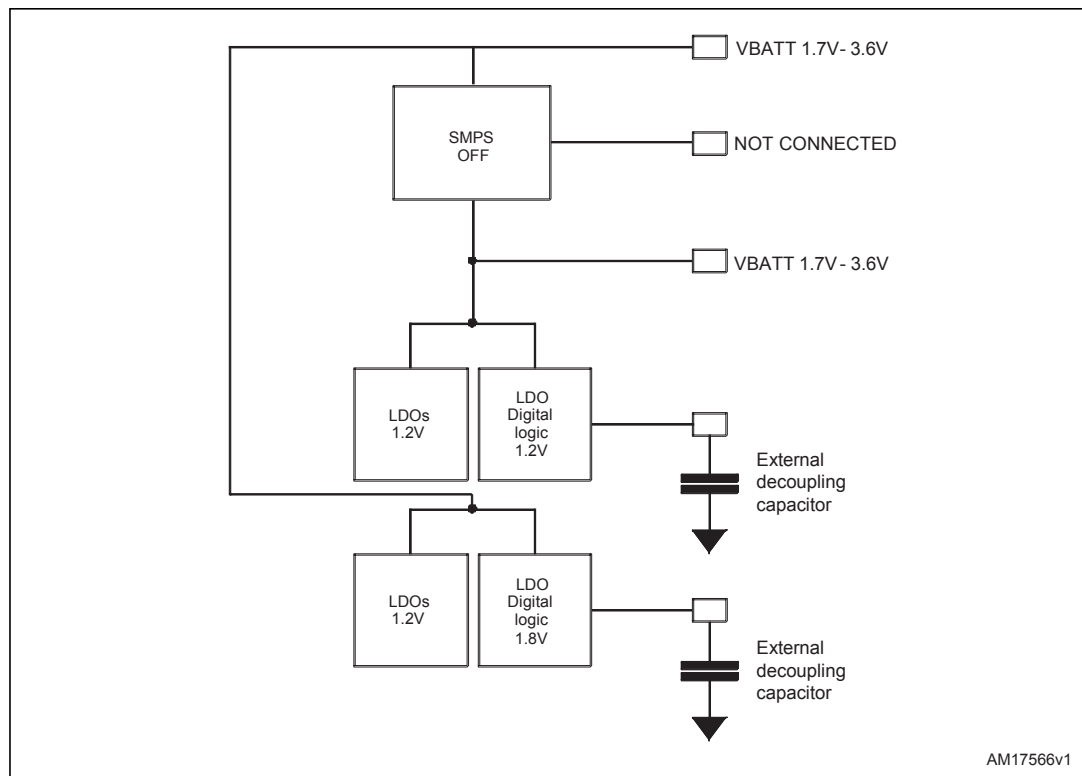 VBATT 1.7V - 3.6V
SMPS
OFF
NOT CONNECTED
VBATT 1.7V - 3.6V
LDOs
1.2V
LDO
Digital
logic
1.2V
External
decoupling
capacitor
LDOs
1.2V
LDO
Digital
logic
1.8V
External
decoupling
capacitor
AM17566v1